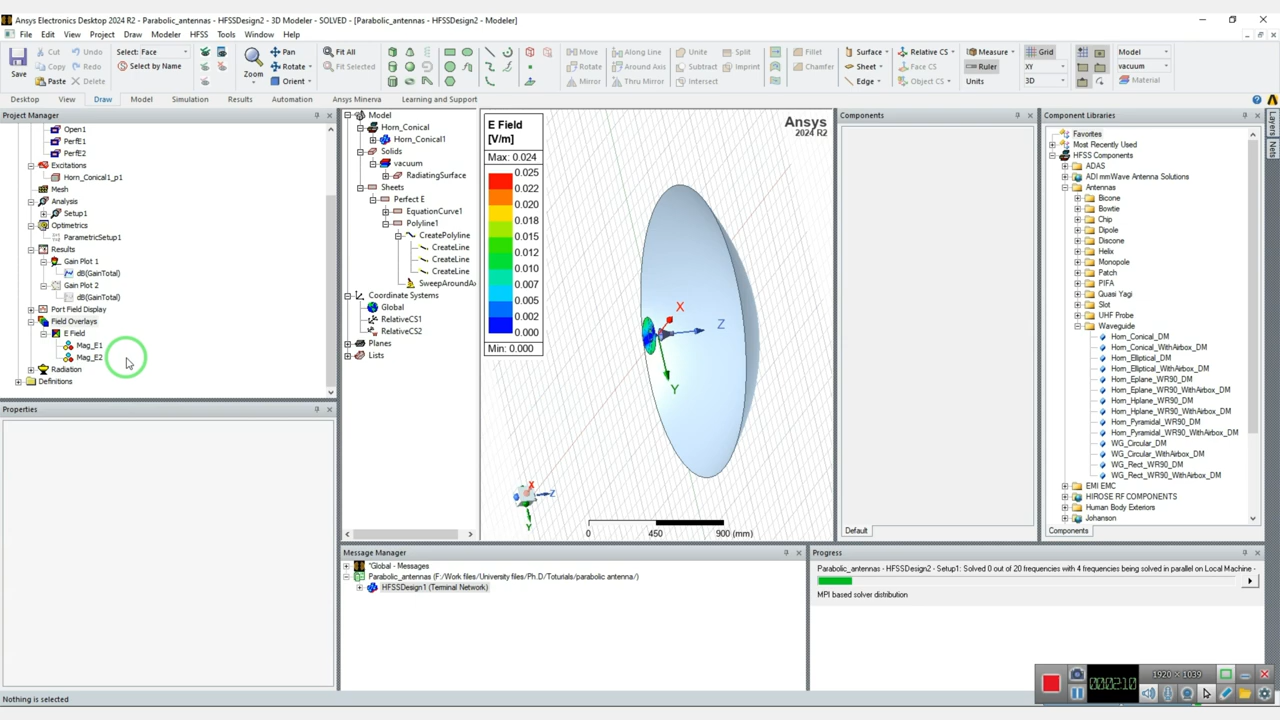 Ansys Electronics Desktop 2024 R2 - Parabolic_antennas - HFSSDesign2 - 3D Modeler - SOLVED - [Parabolic_antennas - HFSSDesign2 - Modeler]
File Edit View Project Draw Modeler HFSS Tools Window Help
Save
Cut Undo
Copy Redo
Paste Delete
Select: Face
Select by Name
Zoom
Pan
Rotate
Orient
Fit All
Fit Selected
Move Along Line
Rotate Around Axis
Mirror Thru Mirror
Unite Split
Subtract Imprint
Intersect
Fillet
Chamfer
Surface
Sheet
Edge
Relative CS
Face CS
Object CS
Measure
Ruler
Units
Grid
XY
3D
Model
vacuum
Material
Desktop View Draw Model Simulation Results Automation Ansys Minerva Learning and Support
Project Manager
Open1
PerfE1
PerfE2
Excitations
Horn_Conical1_p1
Mesh
Analysis
Setup1
Optimetrics
ParametricSetup1
Results
Gain Plot 1
dB(GainTotal)
Gain Plot 2
dB(GainTotal)
Port Field Display
Field Overlays
E Field
Mag_E1
Mag_E2
Radiation
Definitions
Properties
Nothing is selected
Model
Horn_Conical
Horn_Conical1
Solids
vacuum
RadiatingSurface
Sheets
Perfect E
EquationCurve1
Polyline1
CreatePolyline
CreateLine
CreateLine
CreateLine
SweepAroundA
Coordinate Systems
Global
RelativeCS1
RelativeCS2
Planes
Lists
E Field
[V/m]
Max: 0.024
0.025
0.022
0.020
0.018
0.015
0.012
0.010
0.007
0.005
0.002
0.000
Min: 0.000
Ansys
2024 R2
X
Z
Y
X
Z
Y
0 450 900 (mm)
Components
Default
Component Libraries
Favorites
Most Recently Used
HFSS Components
ADAS
ADI mmWave Antenna Solutions
Antennas
Bicone
Bowtie
Chip
Dipole
Discone
Helix
Monopole
Patch
PIFA
Quasi Yagi
Slot
UHF Probe
Waveguide
Horn_Conical_DM
Horn_Conical_WithAirbox_DM
Horn_Elliptical_DM
Horn_Elliptical_WithAirbox_DM
Horn_Eplane_WR90_DM
Horn_Eplane_WR90_WithAirbox_DM
Horn_Hplane_WR90_DM
Horn_Hplane_WR90_WithAirbox_DM
Horn_Pyramidal_WR90_DM
Horn_Pyramidal_WR90_WithAirbox_DM
WG_Circular_DM
WG_Circular_WithAirbox_DM
WG_Rect_WR90_DM
WG_Rect_WR90_WithAirbox_DM
EMI EMC
HIROSE RF COMPONENTS
Human Body Exteriors
Johanson
Components
Layers
Nets
Message Manager
*Global - Messages
Parabolic_antennas (F:/Work files/University files/Ph.D/Toturials/parabolic antenna/)
HFSSDesign1 (Terminal Network)
Progress
Parabolic_antennas - HFSSDesign2 - Setup1: Solved 0 out of 20 frequencies with 4 frequencies being solved in parallel on Local Machine -
MPI based solver distribution
0002:10
1920 × 1039